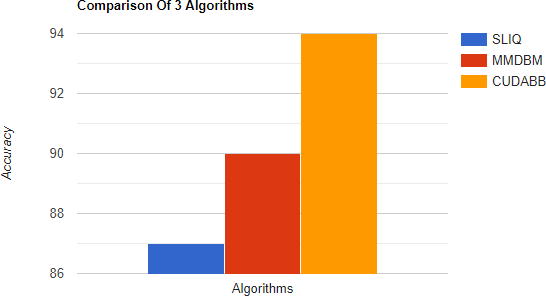 Comparison Of 3 Algorithms
94
92
90
88
86
Accuracy
Algorithms
SLIQ
MMDBM
CUDABB